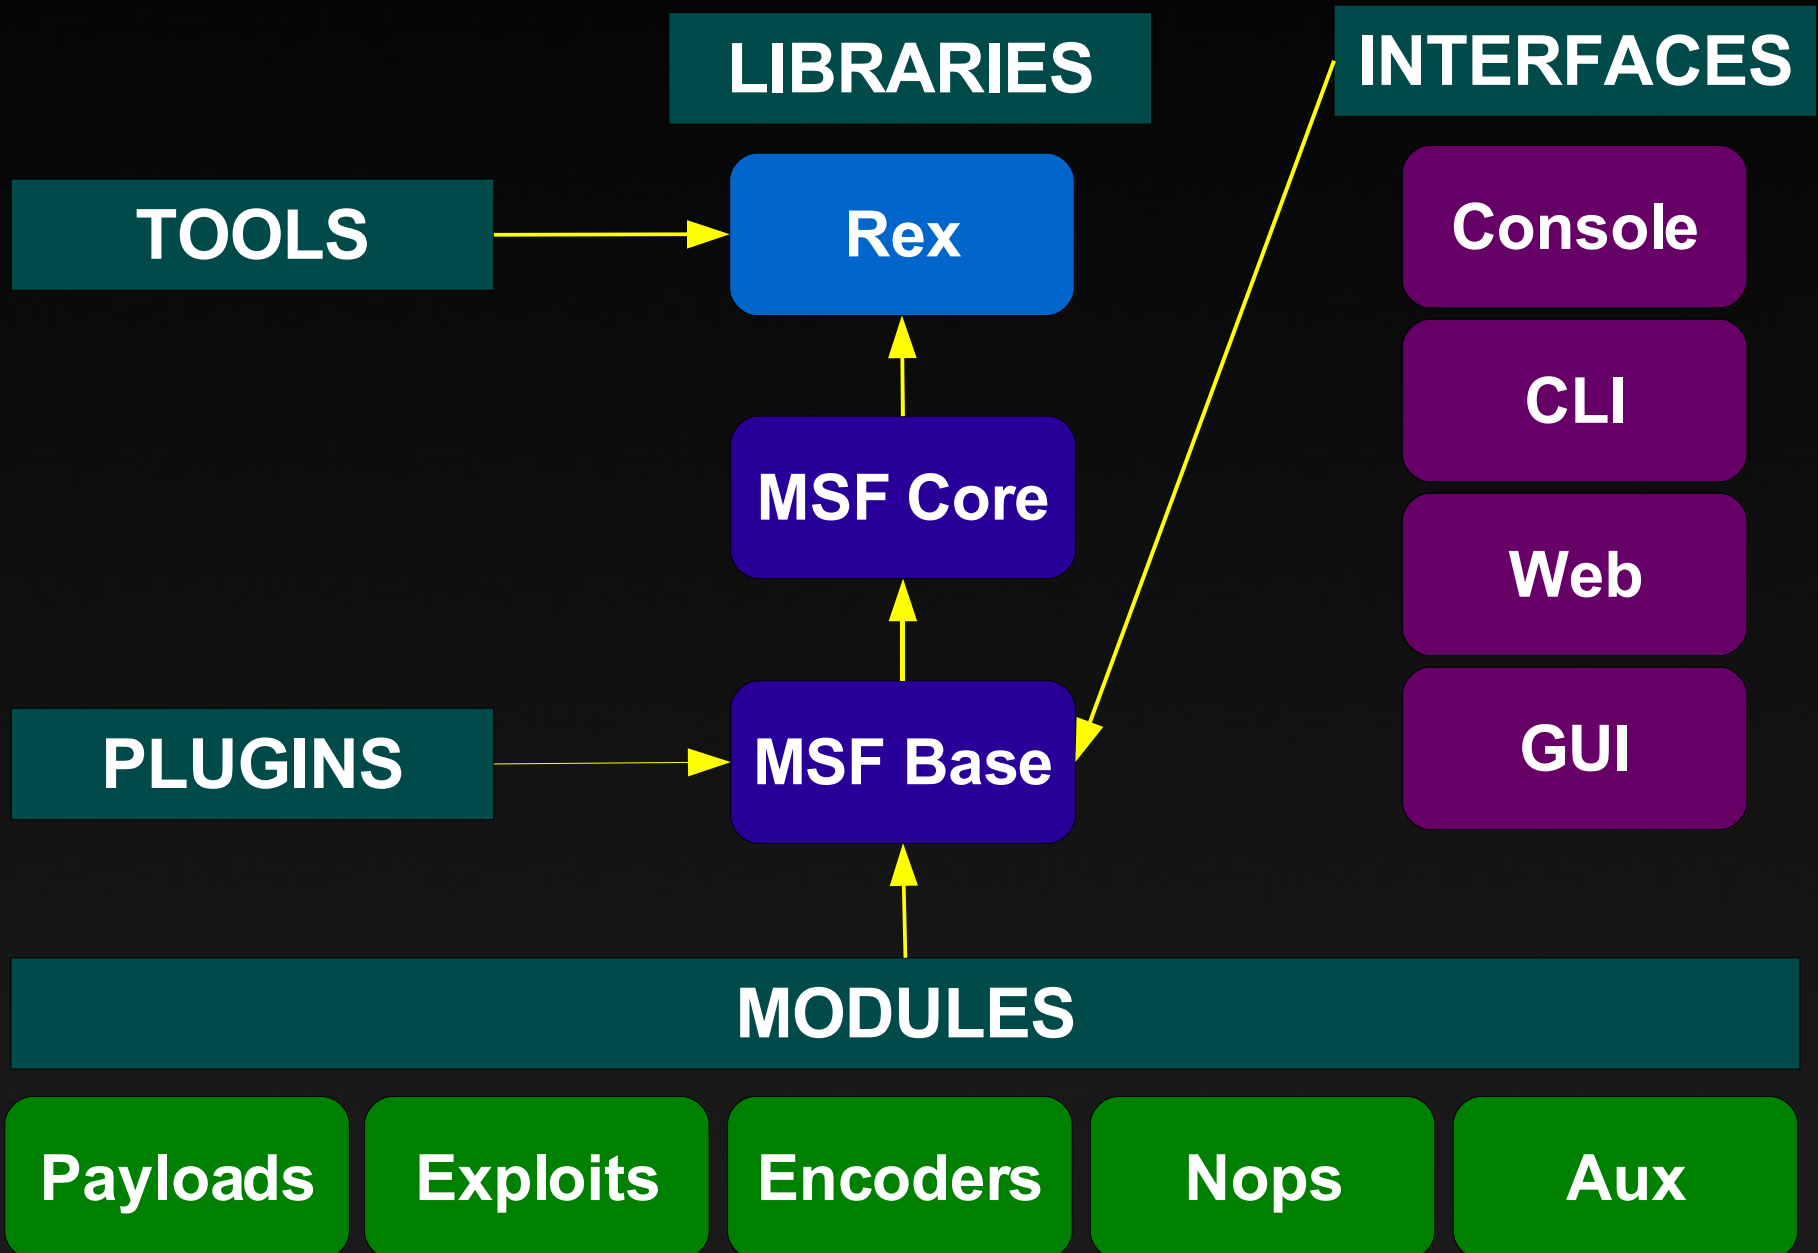 LIBRARIES
INTERFACES
TOOLS
Rex
Console
CLI
MSF Core
Web
PLUGINS
MSF Base
GUI
MODULES
Payloads
Exploits
Encoders
Nops
Aux